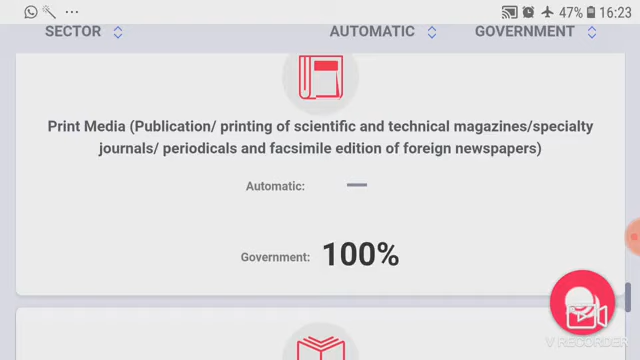 47% 16:23
SECTOR AUTOMATIC GOVERNMENT
Print Media (Publication/ printing of scientific and technical magazines/specialty
journals/ periodicals and facsimile edition of foreign newspapers)
Automatic: —
Government: 100%
V RECORDER